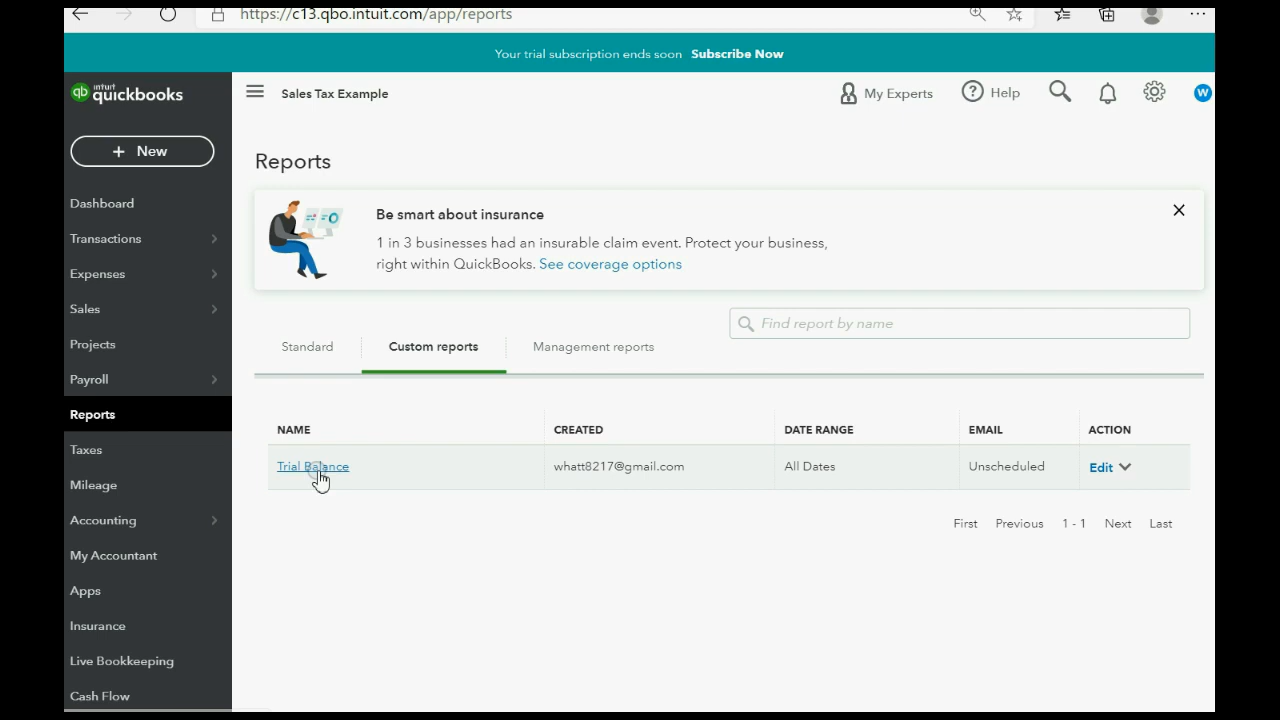 https://c13.qbo.intuit.com/app/reports
Your trial subscription ends soon Subscribe Now
qb intuit quickbooks
Sales Tax Example
My Experts
Help
W
+ New
Dashboard
Transactions
Expenses
Sales
Projects
Payroll
Reports
Taxes
Mileage
Accounting
My Accountant
Apps
Insurance
Live Bookkeeping
Cash Flow
Reports
Be smart about insurance
1 in 3 businesses had an insurable claim event. Protect your business,
right within QuickBooks. See coverage options
Find report by name
Standard Custom reports Management reports
NAME CREATED DATE RANGE EMAIL ACTION
Trial Balance whatt8217@gmail.com All Dates Unscheduled Edit
First Previous 1 - 1 Next Last